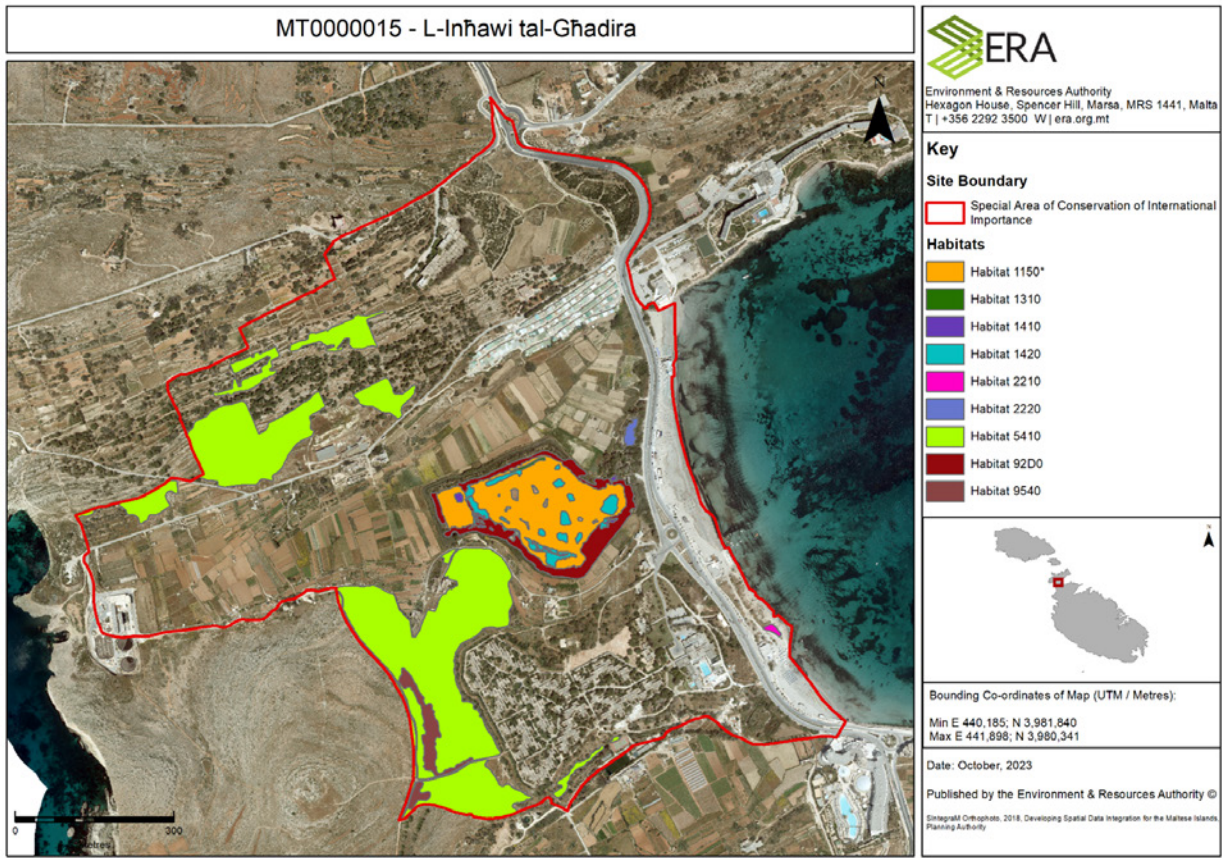 MT0000015 - L-Inħawi tal-Għadira
ERA
Environment & Resources Authority
Hexagon House, Spencer Hill, Marsa, MRS 1441, Malta
T | +356 2292 3500 W | era.org.mt
Key
Site Boundary
Special Area of Conservation of International
Importance
Habitats
Habitat 1150*
Habitat 1310
Habitat 1410
Habitat 1420
Habitat 2210
Habitat 2220
Habitat 5410
Habitat 92D0
Habitat 9540
N
Bounding Co-ordinates of Map (UTM / Metres):
Min E 440,185; N 3,981,840
Max E 441,898; N 3,980,341
Date: October, 2023
Published by the Environment & Resources Authority ©
SintegraM Orthophoto, 2018, Developing Spatial Data Integration for the Maltese Islands,
Planning Authority
0 300
Metres